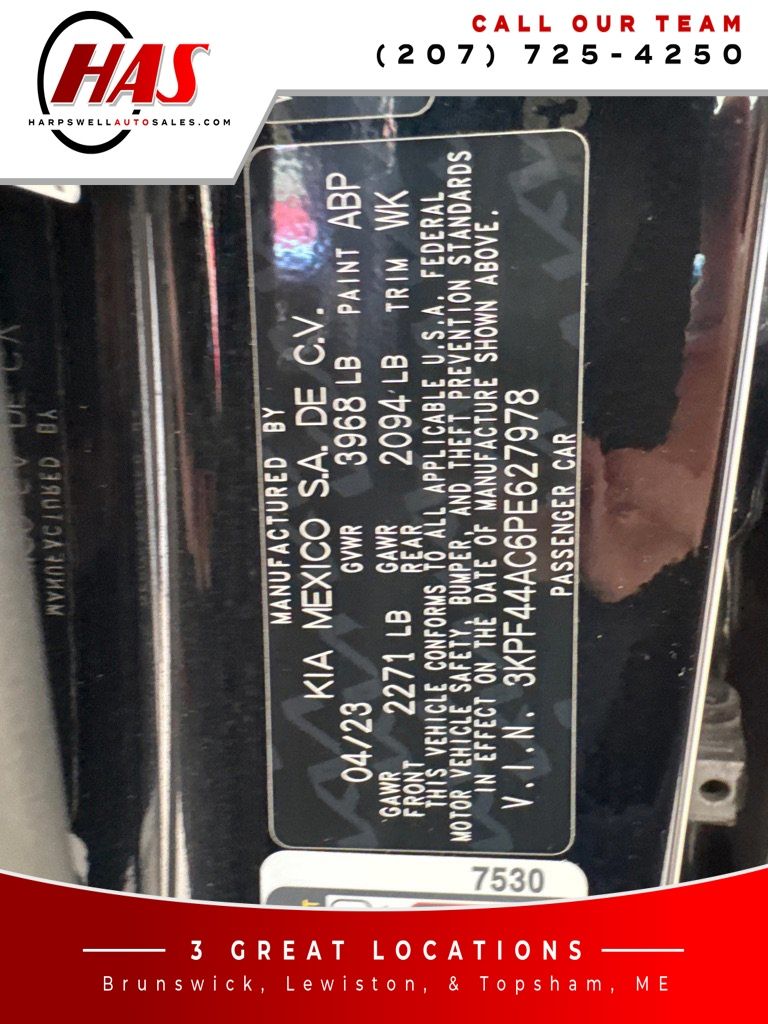 HAS
HARPSWELLAUTOSALES.COM
CALL OUR TEAM
(207) 725-4250
MANUFACTURED BY
KIA MEXICO S.A. DE C.V.
04/23 GVWR 3968 LB PAINT ABP
GAWR FRONT 2271 LB GAWR REAR 2094 LB TRIM WK
THIS VEHICLE CONFORMS TO ALL APPLICABLE U.S.A. FEDERAL
MOTOR VEHICLE SAFETY, BUMPER, AND THEFT PREVENTION STANDARDS
IN EFFECT ON THE DATE OF MANUFACTURE SHOWN ABOVE.
V.I.N. 3KPF44AC6PE627978
PASSENGER CAR
7530
3 GREAT LOCATIONS
Brunswick, Lewiston, & Topsham, ME